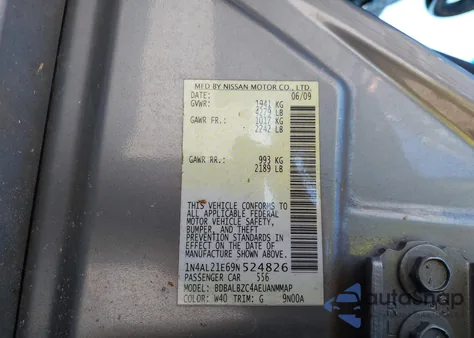 MFD BY NISSAN MOTOR CO., LTD.
DATE: 06/09
GVWR: 1941 KG
4279 LB
GAWR FR.: 1017 KG
2242 LB
GAWR RR.: 993 KG
2189 LB
THIS VEHICLE CONFORMS TO ALL
APPLICABLE FEDERAL
MOTOR VEHICLE SAFETY,
BUMPER, AND THEFT
PREVENTION STANDARDS IN
EFFECT ON THE DATE OF
MANUFACTURE SHOWN ABOVE.
1N4AL21E69N524826
PASSENGER CAR 556
MODEL: BDBALBZC4AEUANMMAP
COLOR: W40 TRIM: G 9N00A
autosnap